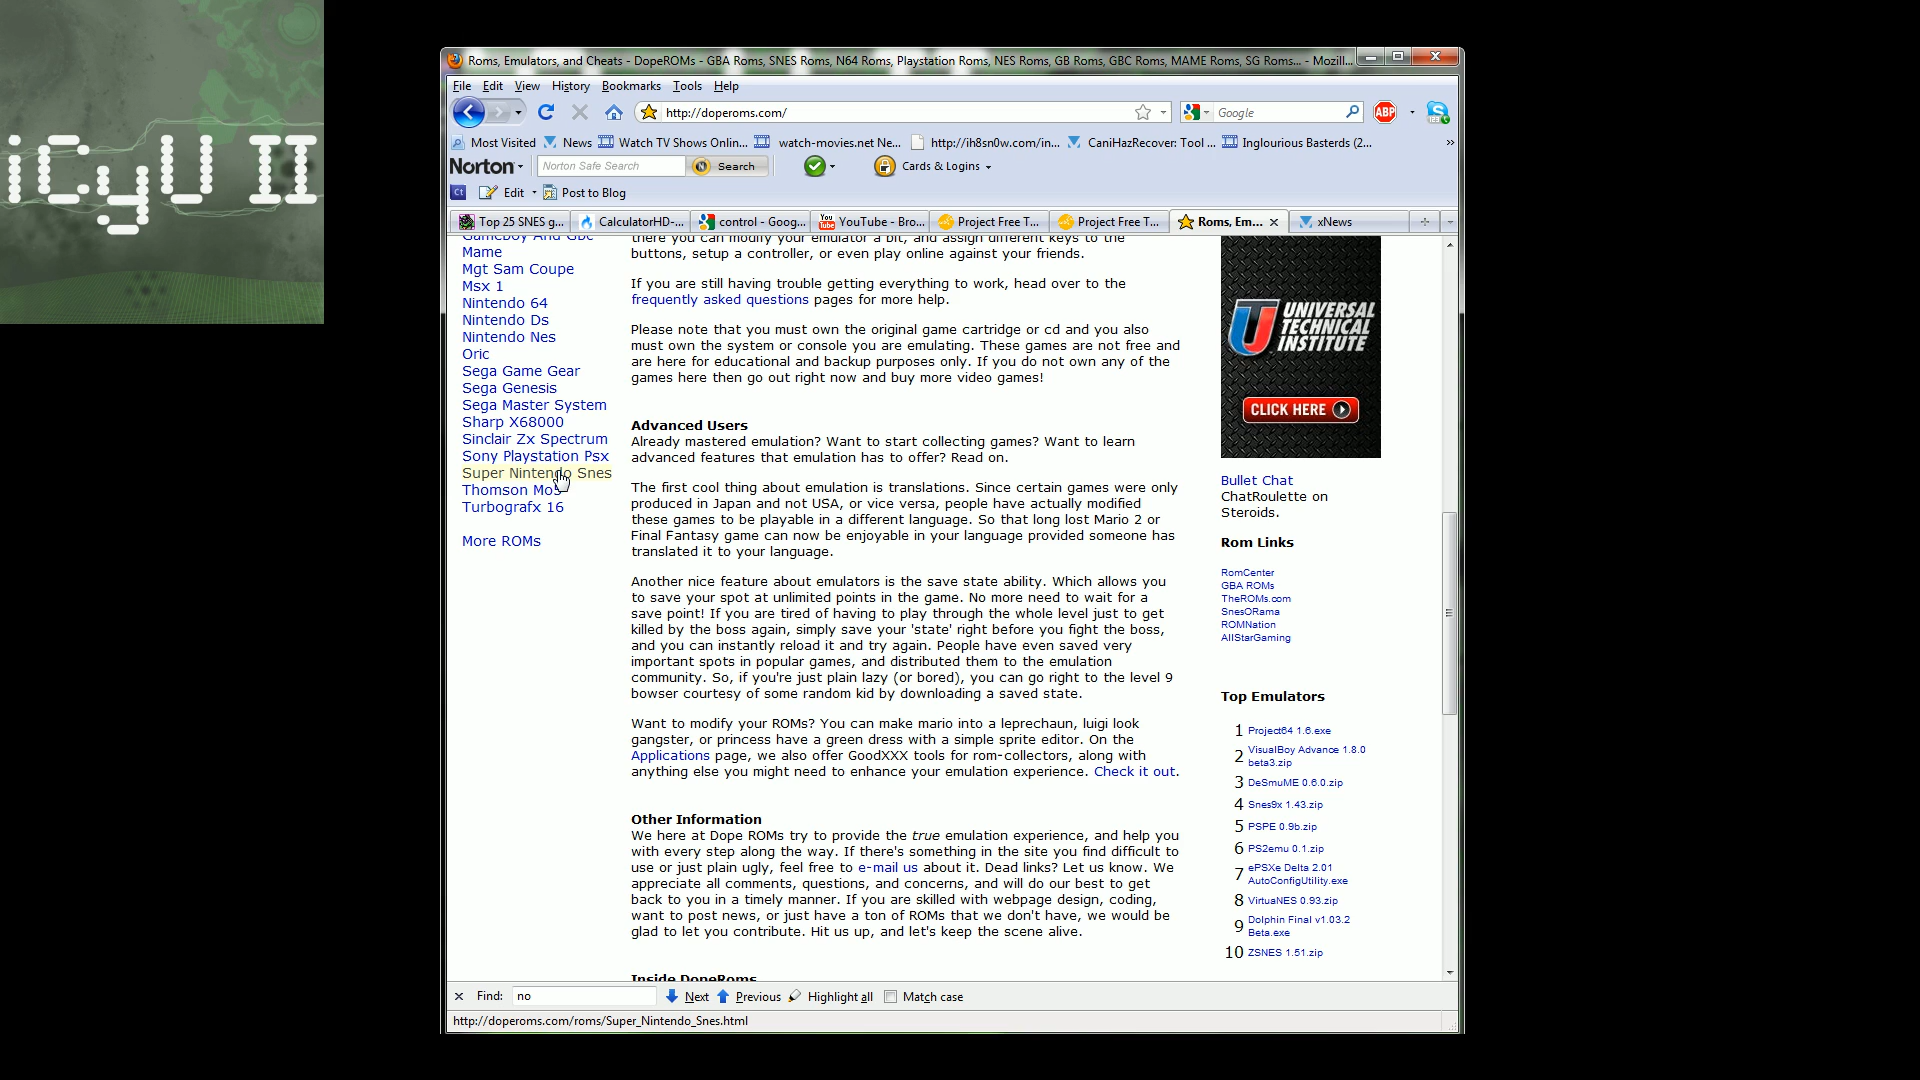 iCyU II
Roms, Emulators, and Cheats - DopeROMs - GBA Roms, SNES Roms, N64 Roms, Playstation Roms, NES Roms, GB Roms, GBC Roms, MAME Roms, SG Roms... - Mozill...
File Edit View History Bookmarks Tools Help
http://doperoms.com/
Google
ABP
Most Visited News Watch TV Shows Onlin... watch-movies.net Ne... http://ih8sn0w.com/in... CaniHazRecover: Tool ... Inglourious Basterds (2... »
Norton Norton Safe Search Search Cards & Logins
Ct Edit Post to Blog
Top 25 SNES g... CalculatorHD-... control - Goog... YouTube - Bro... Project Free T... Project Free T... Roms, Em... xNews
Gameboy And Gbc
Mame
Mgt Sam Coupe
Msx 1
Nintendo 64
Nintendo Ds
Nintendo Nes
Oric
Sega Game Gear
Sega Genesis
Sega Master System
Sharp X68000
Sinclair Zx Spectrum
Sony Playstation Psx
Super Nintendo Snes
Thomson Mo5
Turbografx 16
More ROMs
there you can modify your emulator a bit, and assign different keys to the
buttons, setup a controller, or even play online against your friends.
If you are still having trouble getting everything to work, head over to the
frequently asked questions pages for more help.
Please note that you must own the original game cartridge or cd and you also
must own the system or console you are emulating. These games are not free and
are here for educational and backup purposes only. If you do not own any of the
games here then go out right now and buy more video games!
Advanced Users
Already mastered emulation? Want to start collecting games? Want to learn
advanced features that emulation has to offer? Read on.
The first cool thing about emulation is translations. Since certain games were only
produced in Japan and not USA, or vice versa, people have actually modified
these games to be playable in a different language. So that long lost Mario 2 or
Final Fantasy game can now be enjoyable in your language provided someone has
translated it to your language.
Another nice feature about emulators is the save state ability. Which allows you
to save your spot at unlimited points in the game. No more need to wait for a
save point! If you are tired of having to play through the whole level just to get
killed by the boss again, simply save your 'state' right before you fight the boss,
and you can instantly reload it and try again. People have even saved very
important spots in popular games, and distributed them to the emulation
community. So, if you're just plain lazy (or bored), you can go right to the level 9
bowser courtesy of some random kid by downloading a saved state.
Want to modify your ROMs? You can make mario into a leprechaun, luigi look
gangster, or princess have a green dress with a simple sprite editor. On the
Applications page, we also offer GoodXXX tools for rom-collectors, along with
anything else you might need to enhance your emulation experience. Check it out.
Other Information
We here at Dope ROMs try to provide the true emulation experience, and help you
with every step along the way. If there's something in the site you find difficult to
use or just plain ugly, feel free to e-mail us about it. Dead links? Let us know. We
appreciate all comments, questions, and concerns, and will do our best to get
back to you in a timely manner. If you are skilled with webpage design, coding,
want to post news, or just have a ton of ROMs that we don't have, we would be
glad to let you contribute. Hit us up, and let's keep the scene alive.
Inside DopeRoms
UNIVERSAL
TECHNICAL
INSTITUTE
CLICK HERE
Bullet Chat
ChatRoulette on
Steroids.
Rom Links
RomCenter
GBA ROMs
TheROMs.com
SnesORama
ROMNation
AllStarGaming
Top Emulators
1 Project64 1.6.exe
2 VisualBoy Advance 1.8.0
beta3.zip
3 DeSmuME 0.6.0.zip
4 Snes9x 1.43.zip
5 PSPE 0.9b.zip
6 PS2emu 0.1.zip
7 ePSXe Delta 2.01
AutoConfigUtility.exe
8 VirtuaNES 0.93.zip
9 Dolphin Final v1.03.2
Beta.exe
10 ZSNES 1.51.zip
Find: no Next Previous Highlight all Match case
http://doperoms.com/roms/Super_Nintendo_Snes.html